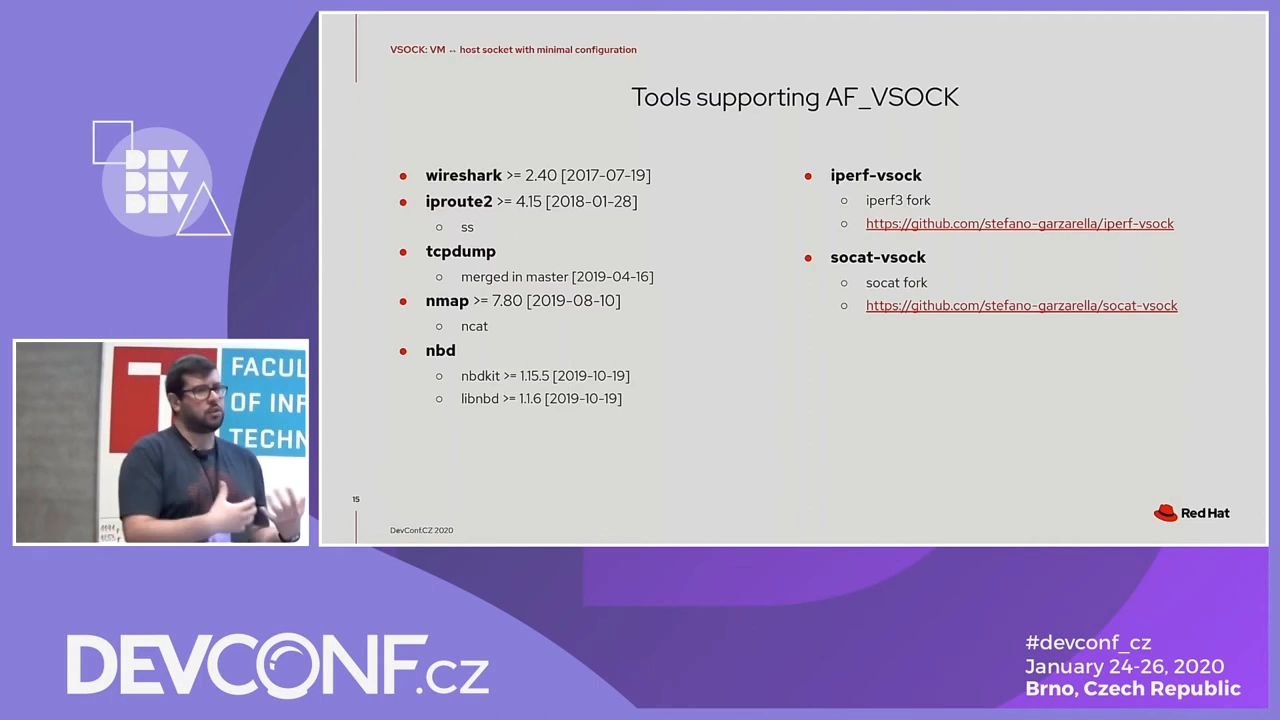 VSOCK: VM ↔ host socket with minimal configuration
Tools supporting AF_VSOCK
wireshark >= 2.40 [2017-07-19]
iproute2 >= 4.15 [2018-01-28]
ss
tcpdump
merged in master [2019-04-16]
nmap >= 7.80 [2019-08-10]
ncat
nbd
nbdkit >= 1.15.5 [2019-10-19]
libnbd >= 1.1.6 [2019-10-19]
iperf-vsock
iperf3 fork
https://github.com/stefano-garzarella/iperf-vsock
socat-vsock
socat fork
https://github.com/stefano-garzarella/socat-vsock
15
DevConf.CZ 2020
Red Hat
DEV
DEV
DEV
FACUL
OF INF
TECHN
DEVCONF.cz
#devconf_cz
January 24-26, 2020
Brno, Czech Republic